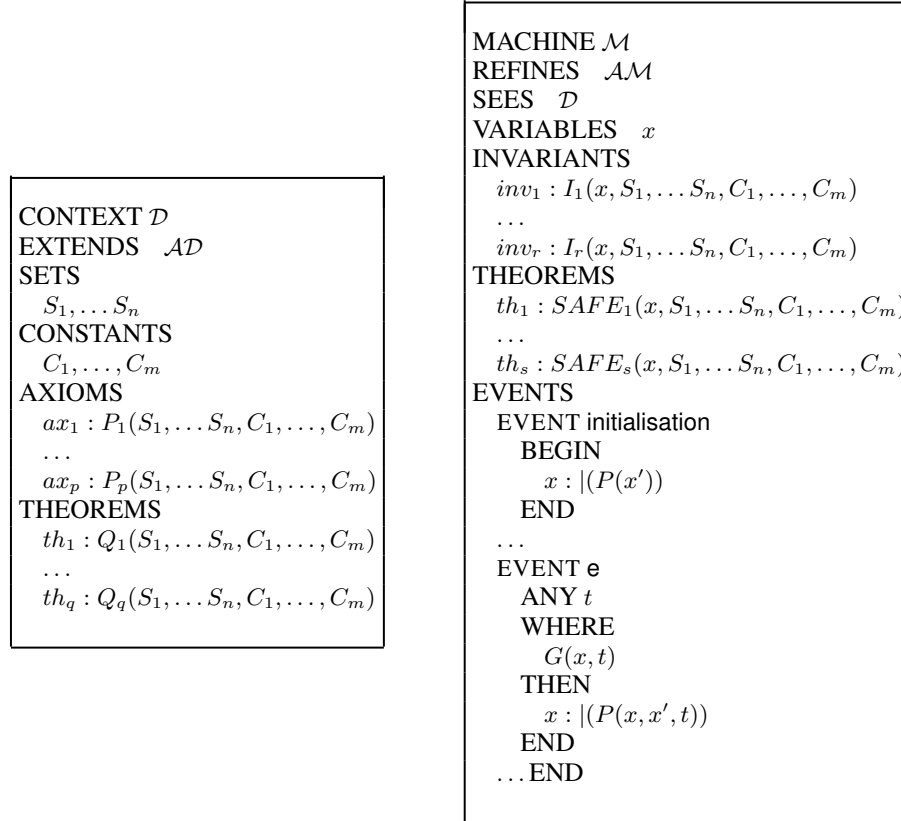 CONTEXT 𝒟
EXTENDS 𝒜𝒟
SETS
S₁, . . . Sₙ
CONSTANTS
C₁, . . . , Cₘ
AXIOMS
ax₁ : P₁(S₁, . . . Sₙ, C₁, . . . , Cₘ)
. . .
axₚ : Pₚ(S₁, . . . Sₙ, C₁, . . . , Cₘ)
THEOREMS
th₁ : Q₁(S₁, . . . Sₙ, C₁, . . . , Cₘ)
. . .
th_q : Q_q(S₁, . . . Sₙ, C₁, . . . , Cₘ)
MACHINE ℳ
REFINES 𝒜ℳ
SEES 𝒟
VARIABLES x
INVARIANTS
inv₁ : I₁(x, S₁, . . . Sₙ, C₁, . . . , Cₘ)
. . .
invᵣ : Iᵣ(x, S₁, . . . Sₙ, C₁, . . . , Cₘ)
THEOREMS
th₁ : SAFE₁(x, S₁, . . . Sₙ, C₁, . . . , Cₘ)
. . .
thₛ : SAFEₛ(x, S₁, . . . Sₙ, C₁, . . . , Cₘ)
EVENTS
EVENT initialisation
BEGIN
x : |(P(x′))
END
. . .
EVENT e
ANY t
WHERE
G(x, t)
THEN
x : |(P(x, x′, t))
END
. . . END